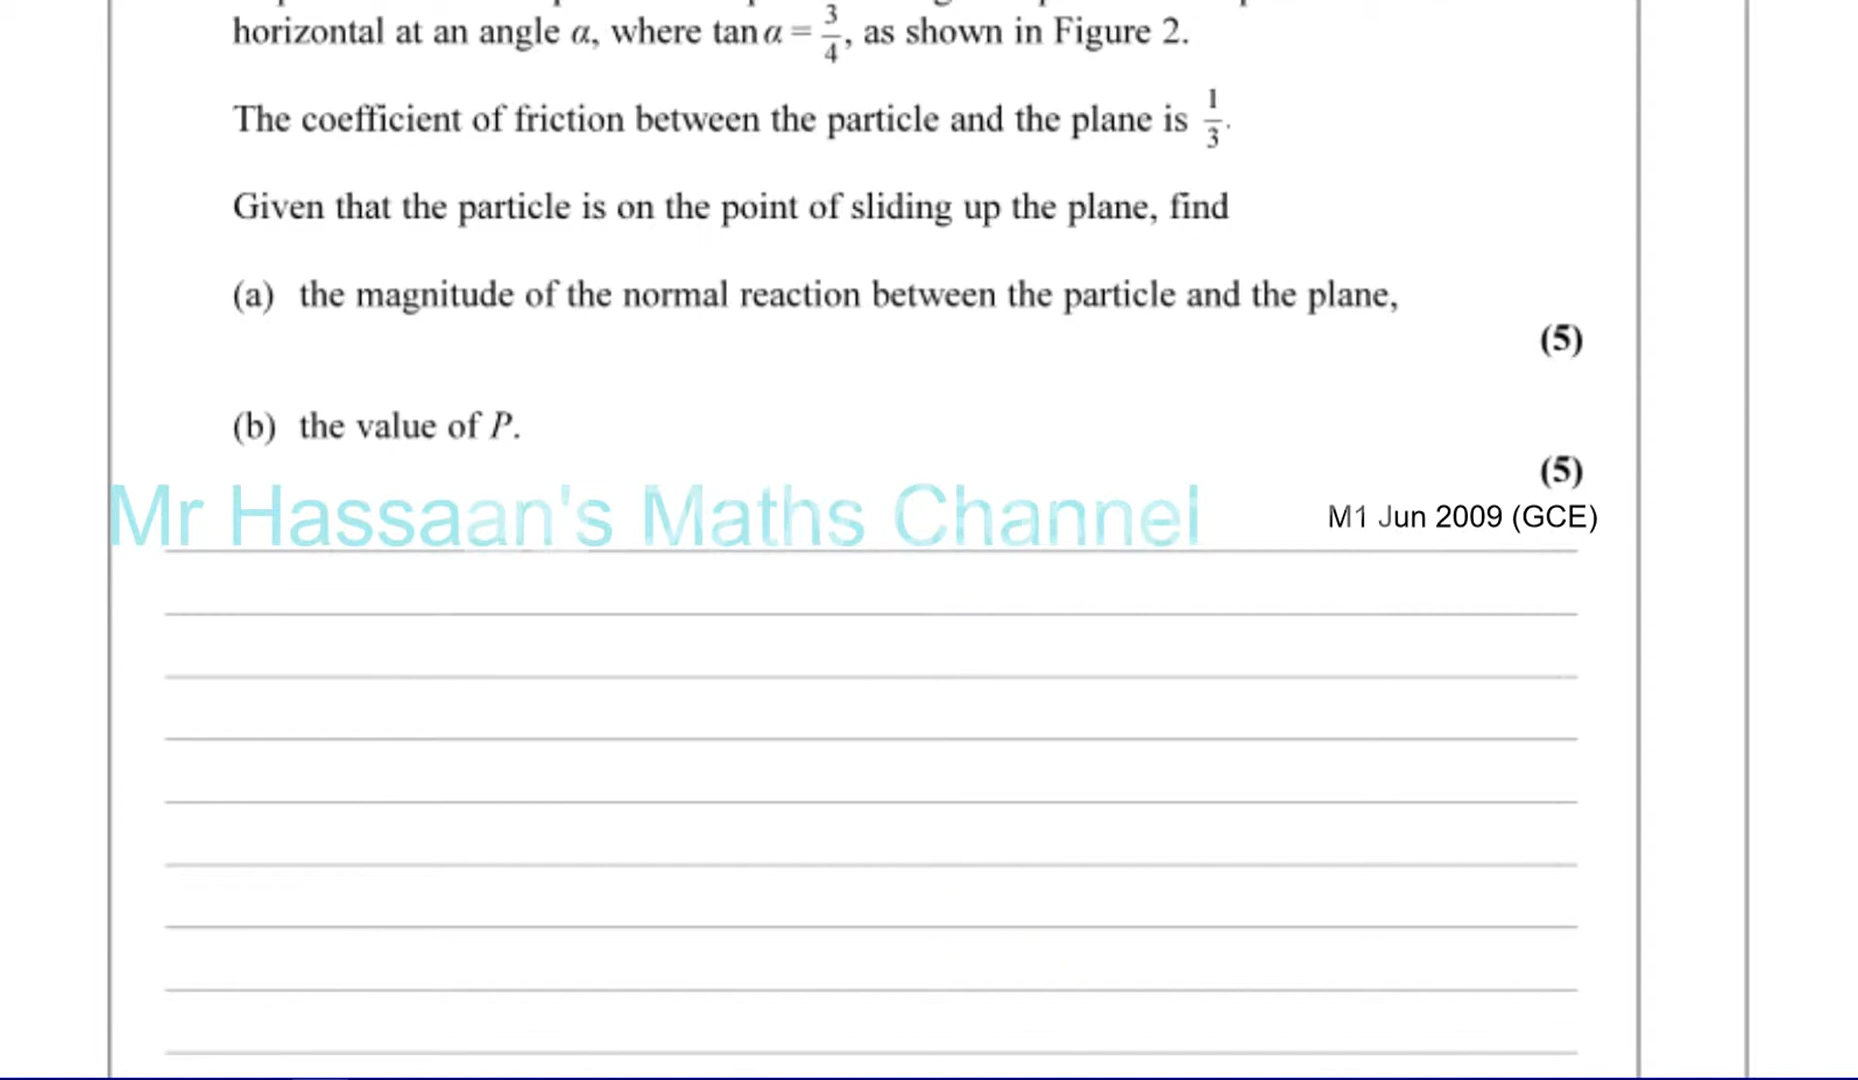 horizontal at an angle α, where tan α = 3/4, as shown in Figure 2.
The coefficient of friction between the particle and the plane is 1/3.
Given that the particle is on the point of sliding up the plane, find
(a) the magnitude of the normal reaction between the particle and the plane,
(5)
(b) the value of P.
(5)
Mr Hassaan's Maths Channel
M1 Jun 2009 (GCE)